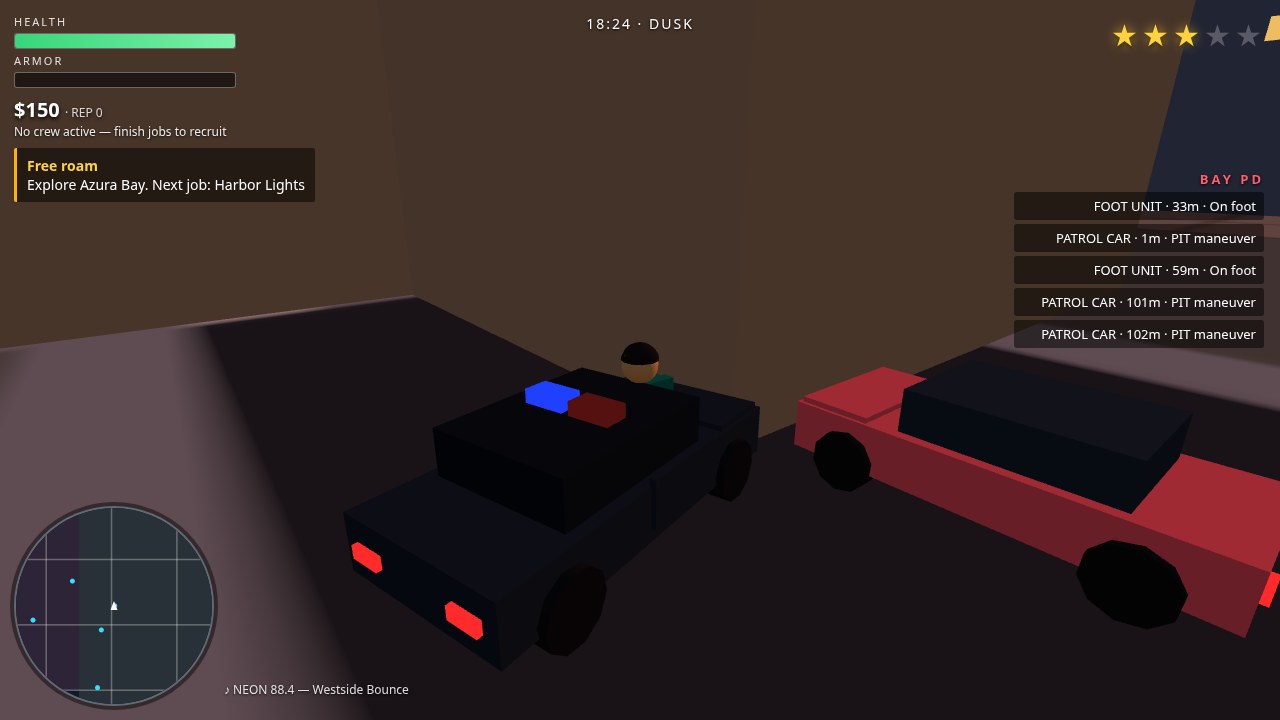 HEALTH
ARMOR
$150 · REP 0
No crew active — finish jobs to recruit
Free roam
Explore Azura Bay. Next job: Harbor Lights
18:24 · DUSK
BAY PD
FOOT UNIT · 33m · On foot
PATROL CAR · 1m · PIT maneuver
FOOT UNIT · 59m · On foot
PATROL CAR · 101m · PIT maneuver
PATROL CAR · 102m · PIT maneuver
♪ NEON 88.4 — Westside Bounce